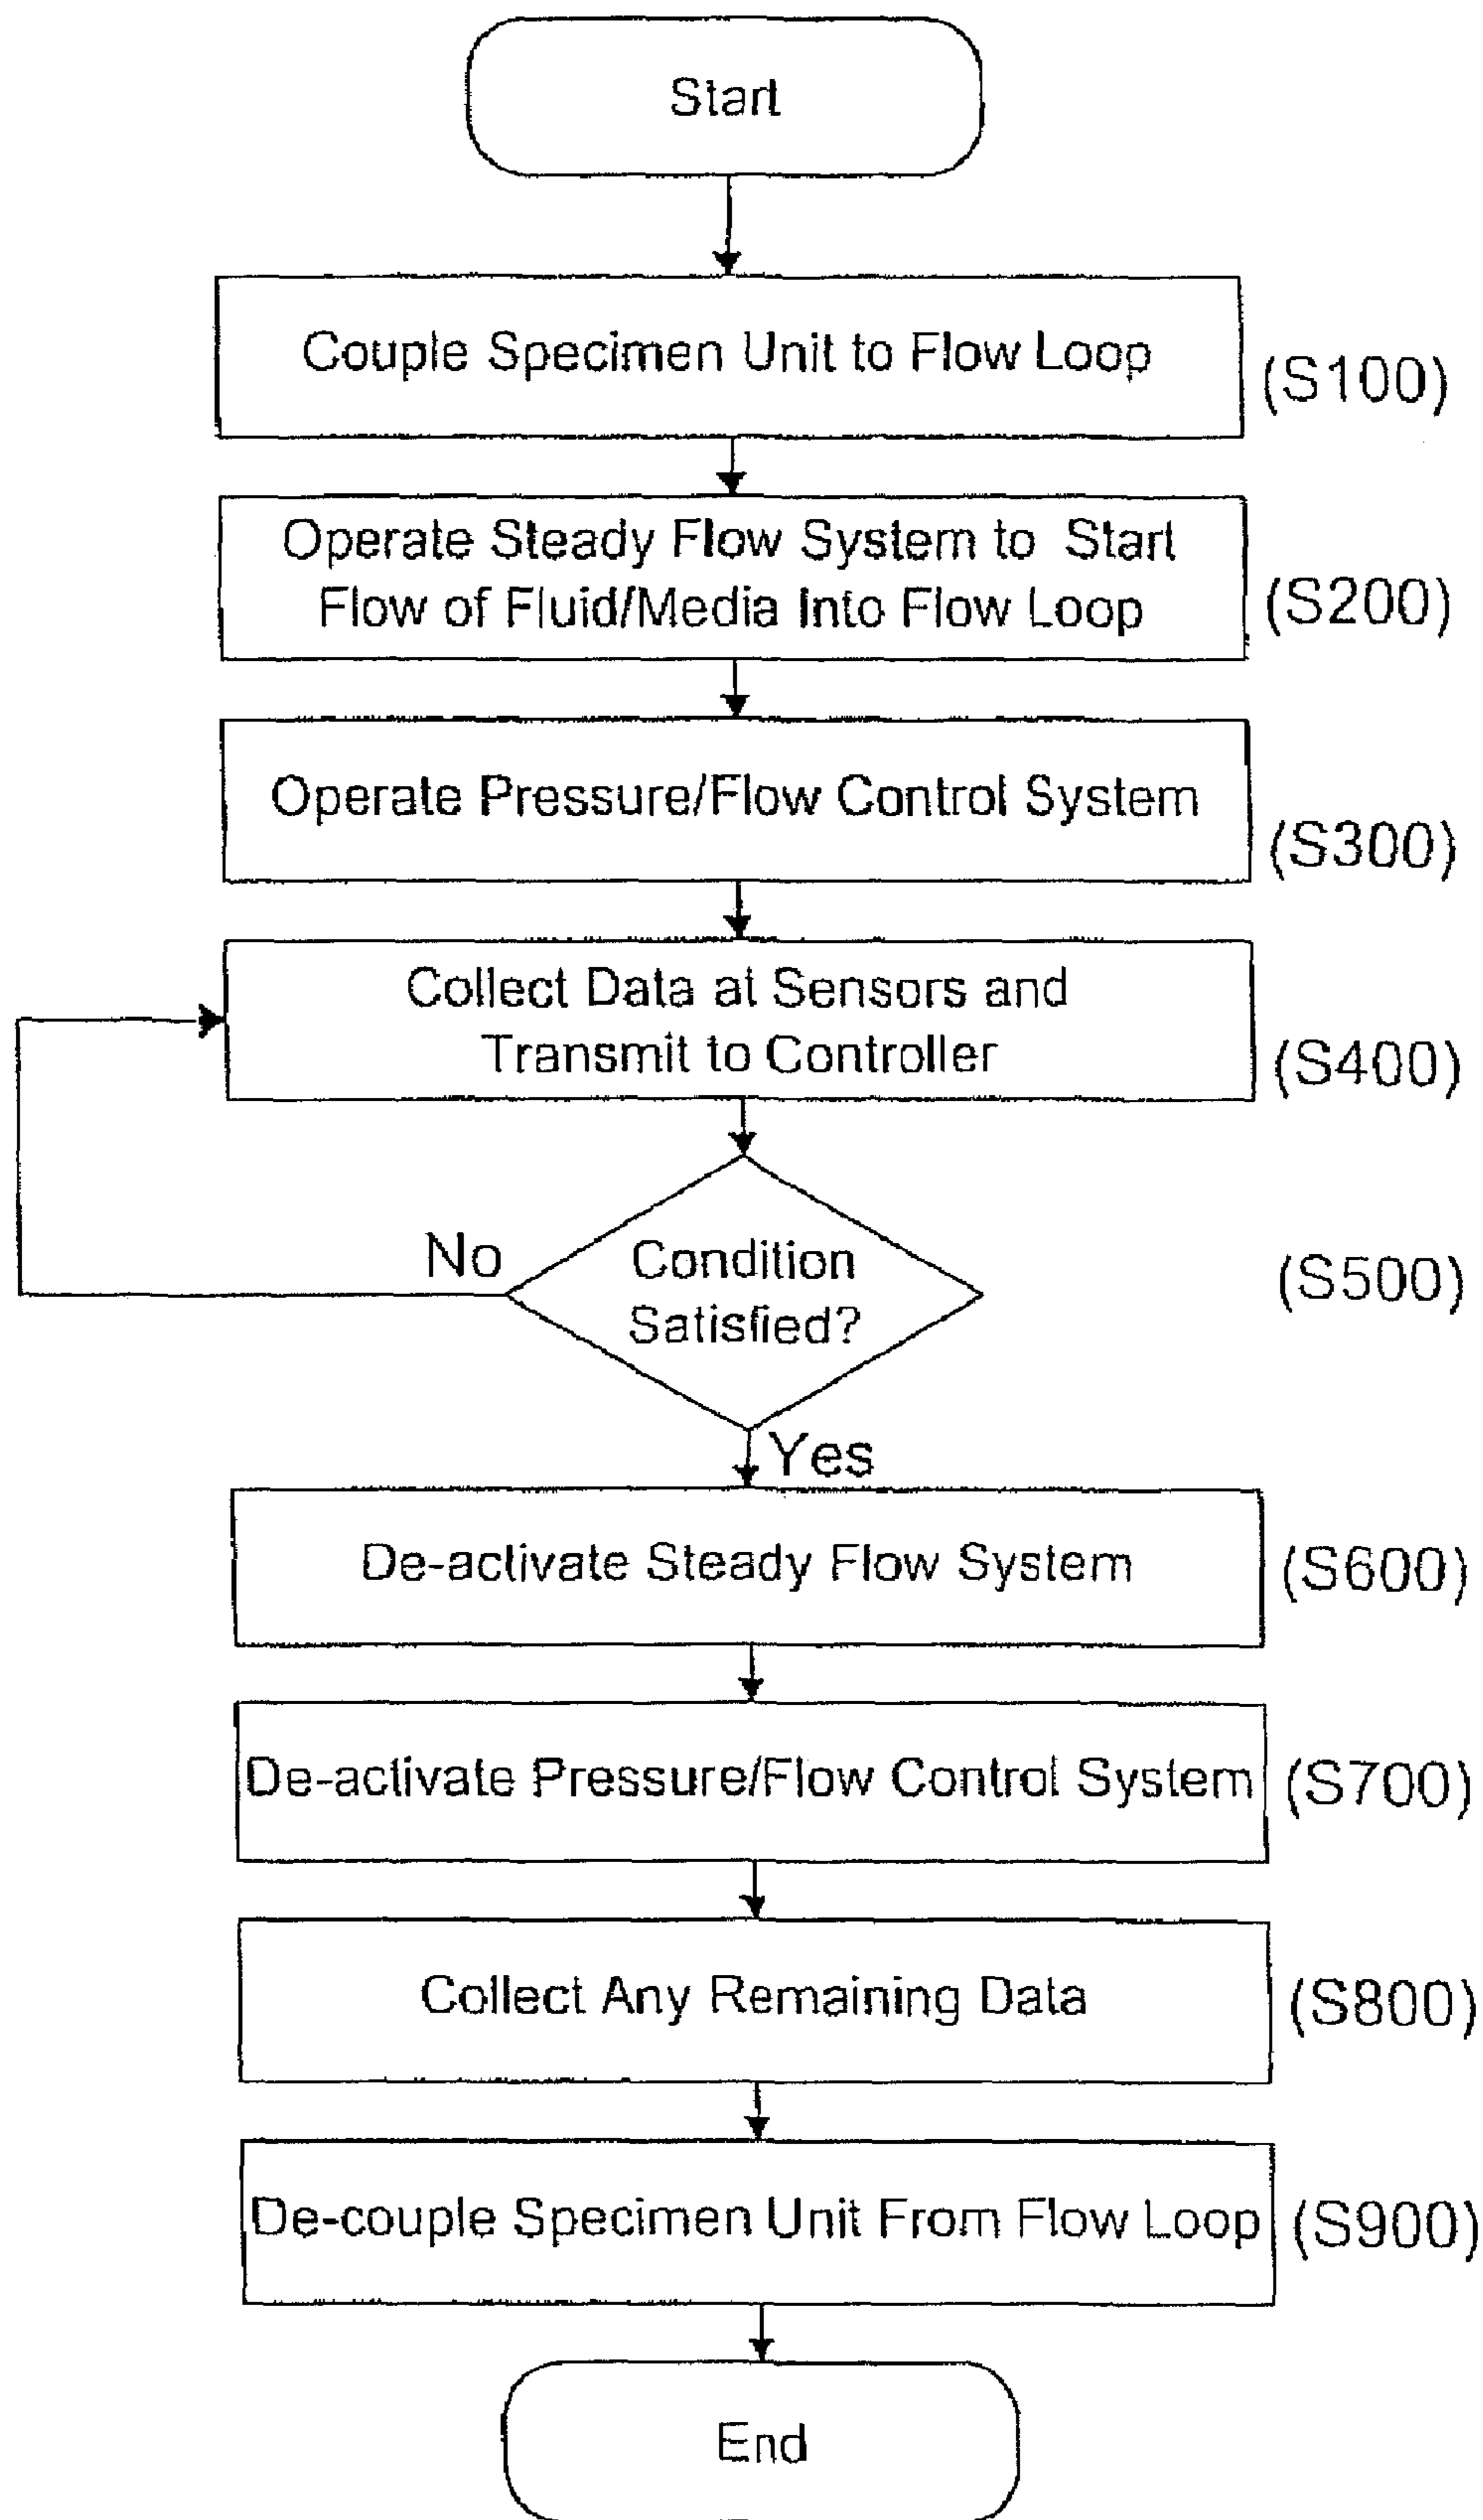 Start
Couple Specimen Unit to Flow Loop
(S100)
Operate Steady Flow System to Start
Flow of Fluid/Media Into Flow Loop
(S200)
Operate Pressure/Flow Control System
(S300)
Collect Data at Sensors and
Transmit to Controller
(S400)
No
Condition
Satisfied?
(S500)
Yes
De-activate Steady Flow System
(S600)
De-activate Pressure/Flow Control System
(S700)
Collect Any Remaining Data
(S800)
De-couple Specimen Unit From Flow Loop
(S900)
End